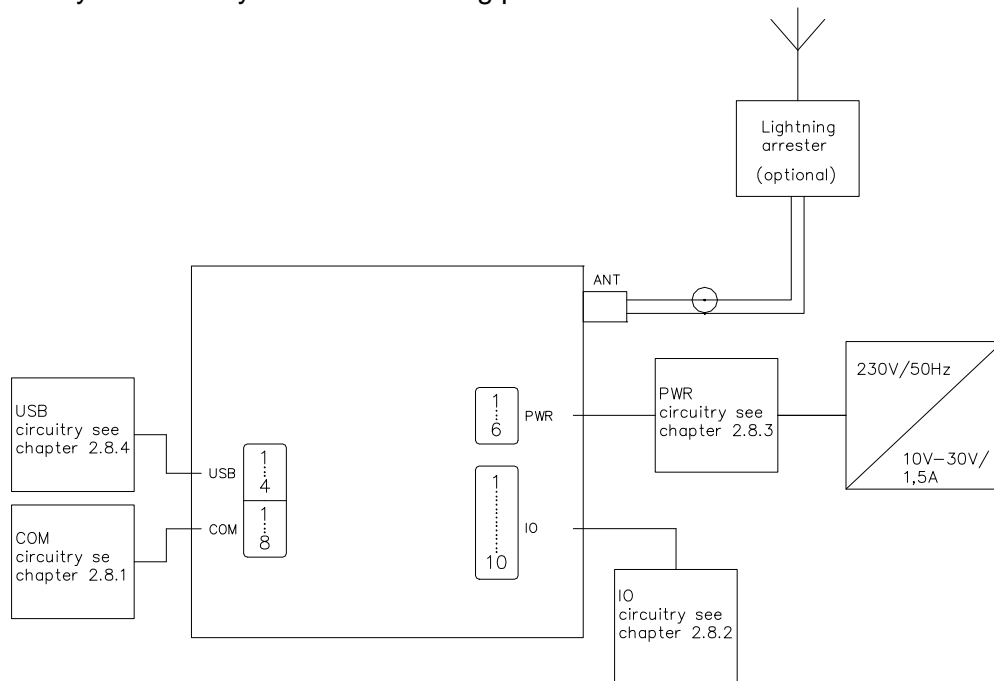 Lightning
arrester
(optional)
ANT
230V/50Hz
10V–30V/
1,5A
PWR
circuitry see
chapter 2.8.3
1
6
PWR
USB
circuitry see
chapter 2.8.4
USB
1
4
COM
1
8
COM
circuitry se
chapter 2.8.1
1
10
IO
IO
circuitry see
chapter 2.8.2